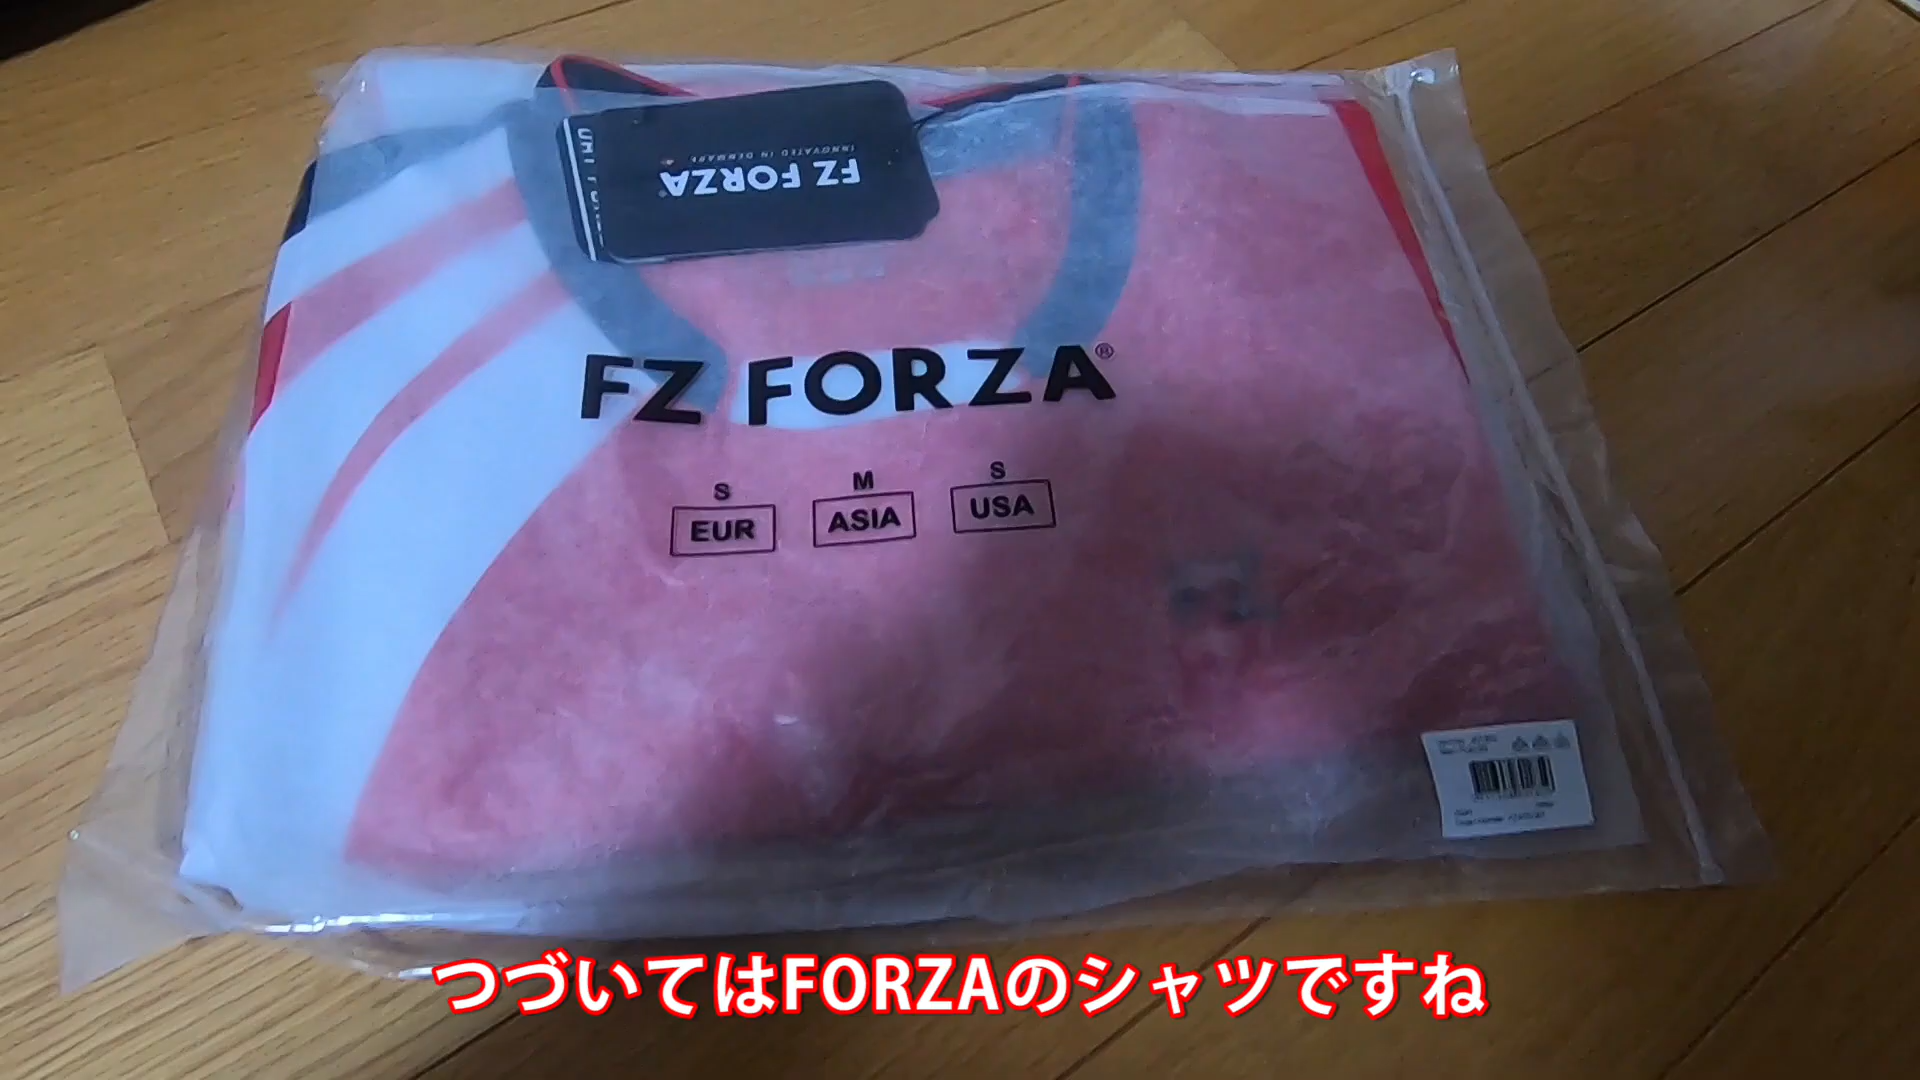 FZ FORZA
INNOVATED IN DENMARK
FZ FORZA®
S
EUR
M
ASIA
S
USA
つづいてはFORZAのシャツですね